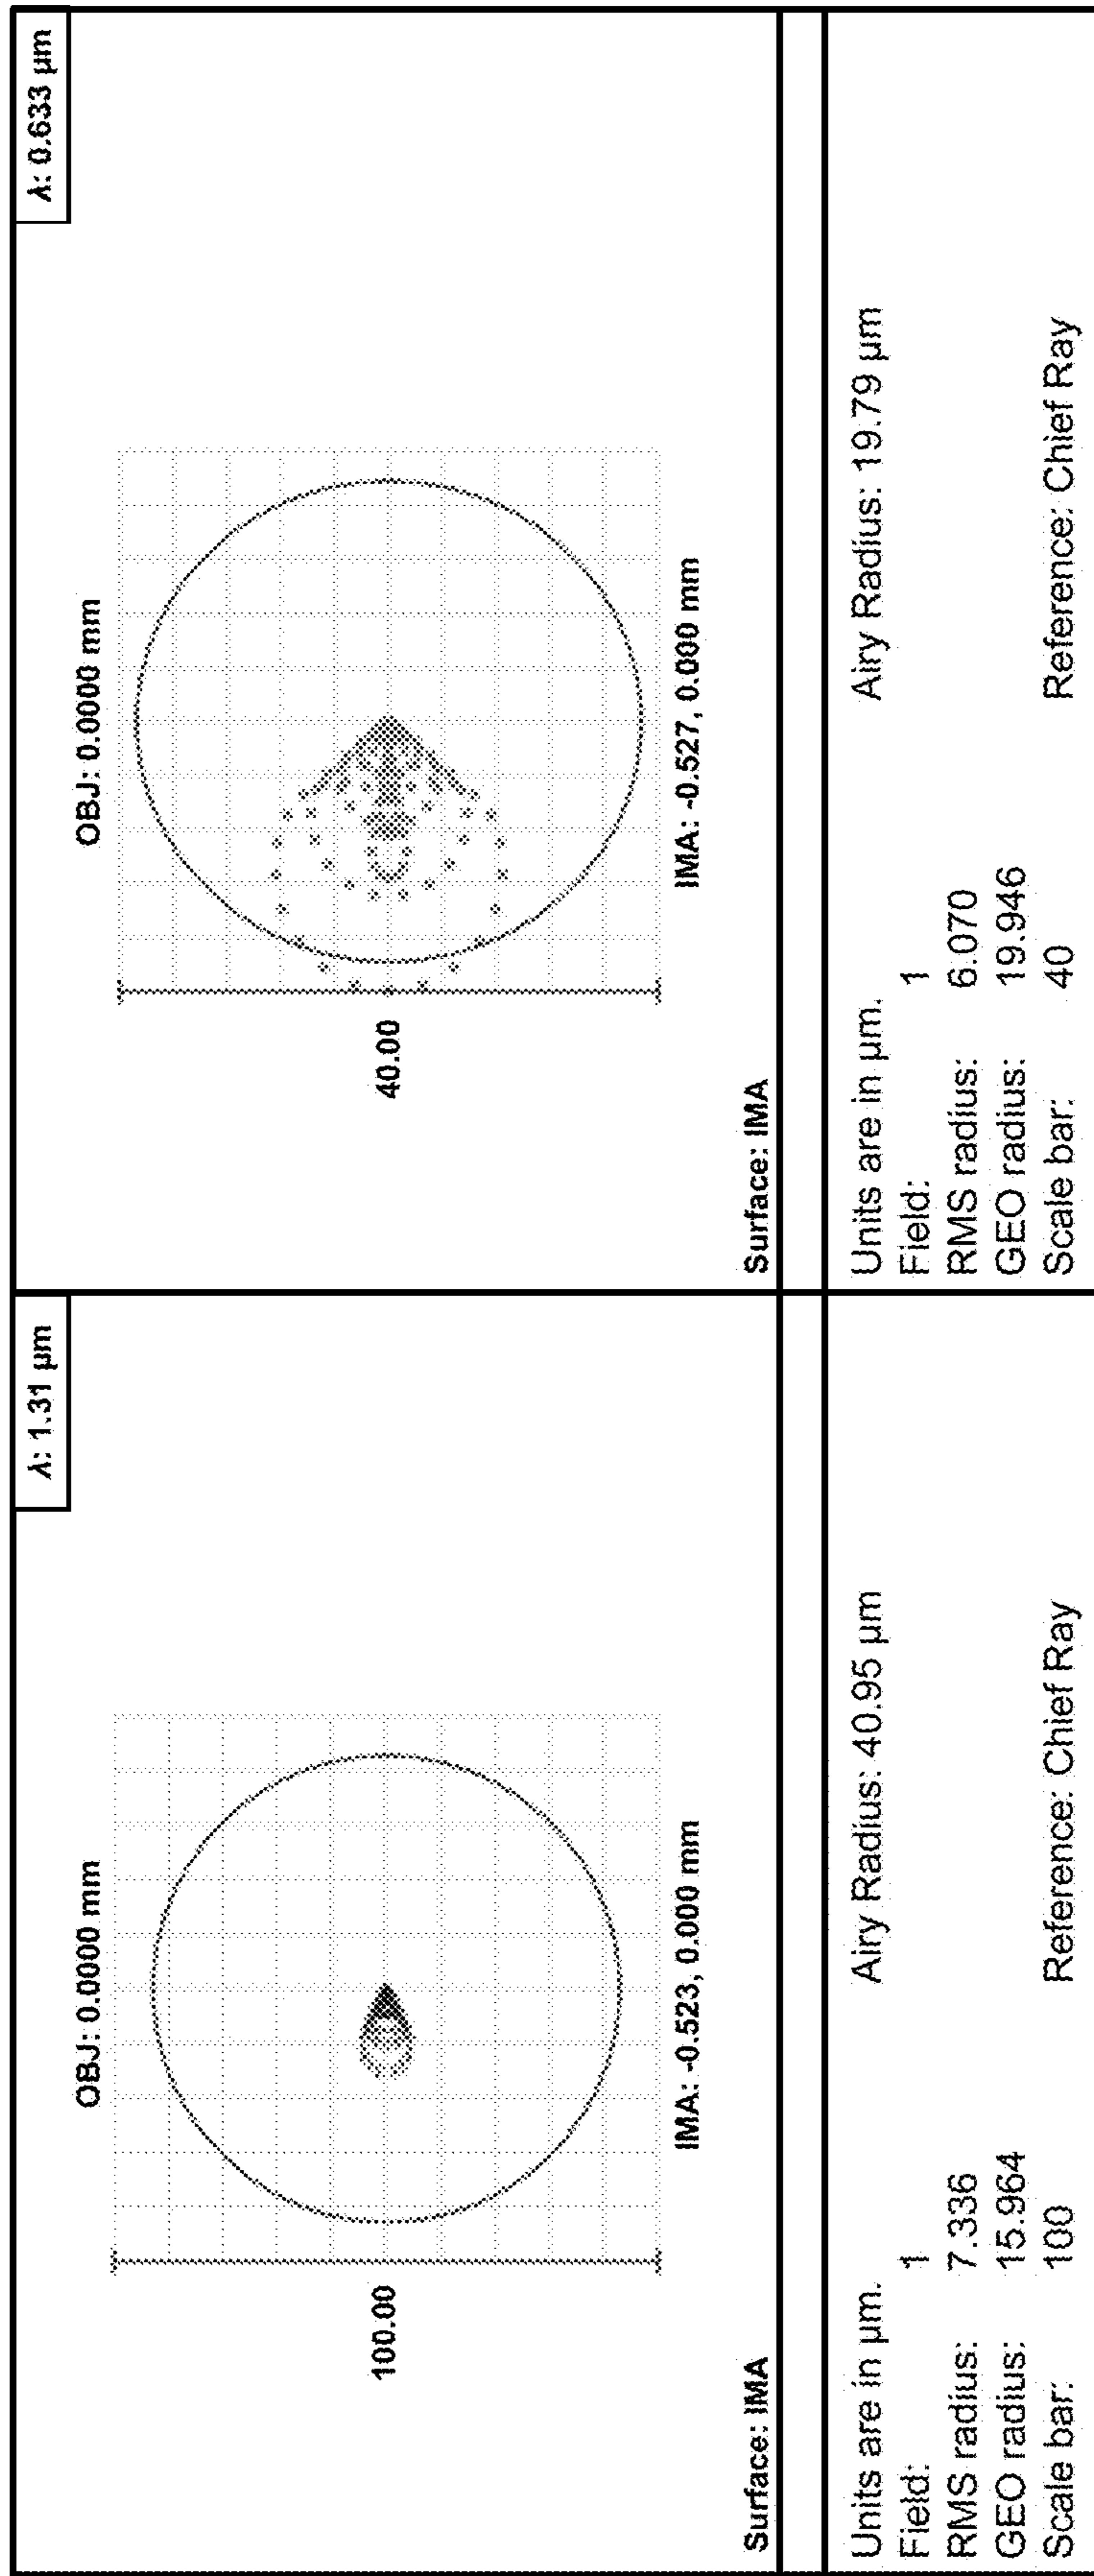 λ: 1.31 µm
OBJ: 0.0000 mm
100.00
IMA: -0.523, 0.000 mm
Surface: IMA
Units are in µm.
Airy Radius: 40.95 µm
Field: 1
RMS radius: 7.336
GEO radius: 15.964
Scale bar: 100
Reference: Chief Ray
λ: 0.633 µm
OBJ: 0.0000 mm
40.00
IMA: -0.527, 0.000 mm
Surface: IMA
Units are in µm.
Airy Radius: 19.79 µm
Field: 1
RMS radius: 6.070
GEO radius: 19.946
Scale bar: 40
Reference: Chief Ray